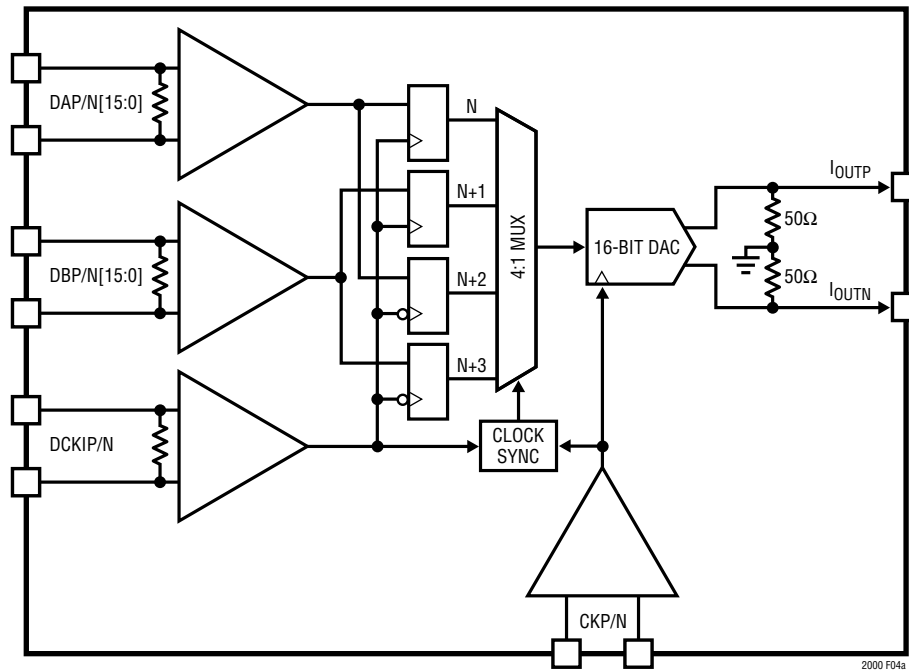 DAP/N[15:0]
N
N+1
N+2
N+3
4:1 MUX
DBP/N[15:0]
16-BIT DAC
IOUTP
50Ω
50Ω
IOUTN
DCKIP/N
CLOCK
SYNC
CKP/N
2000 F04a